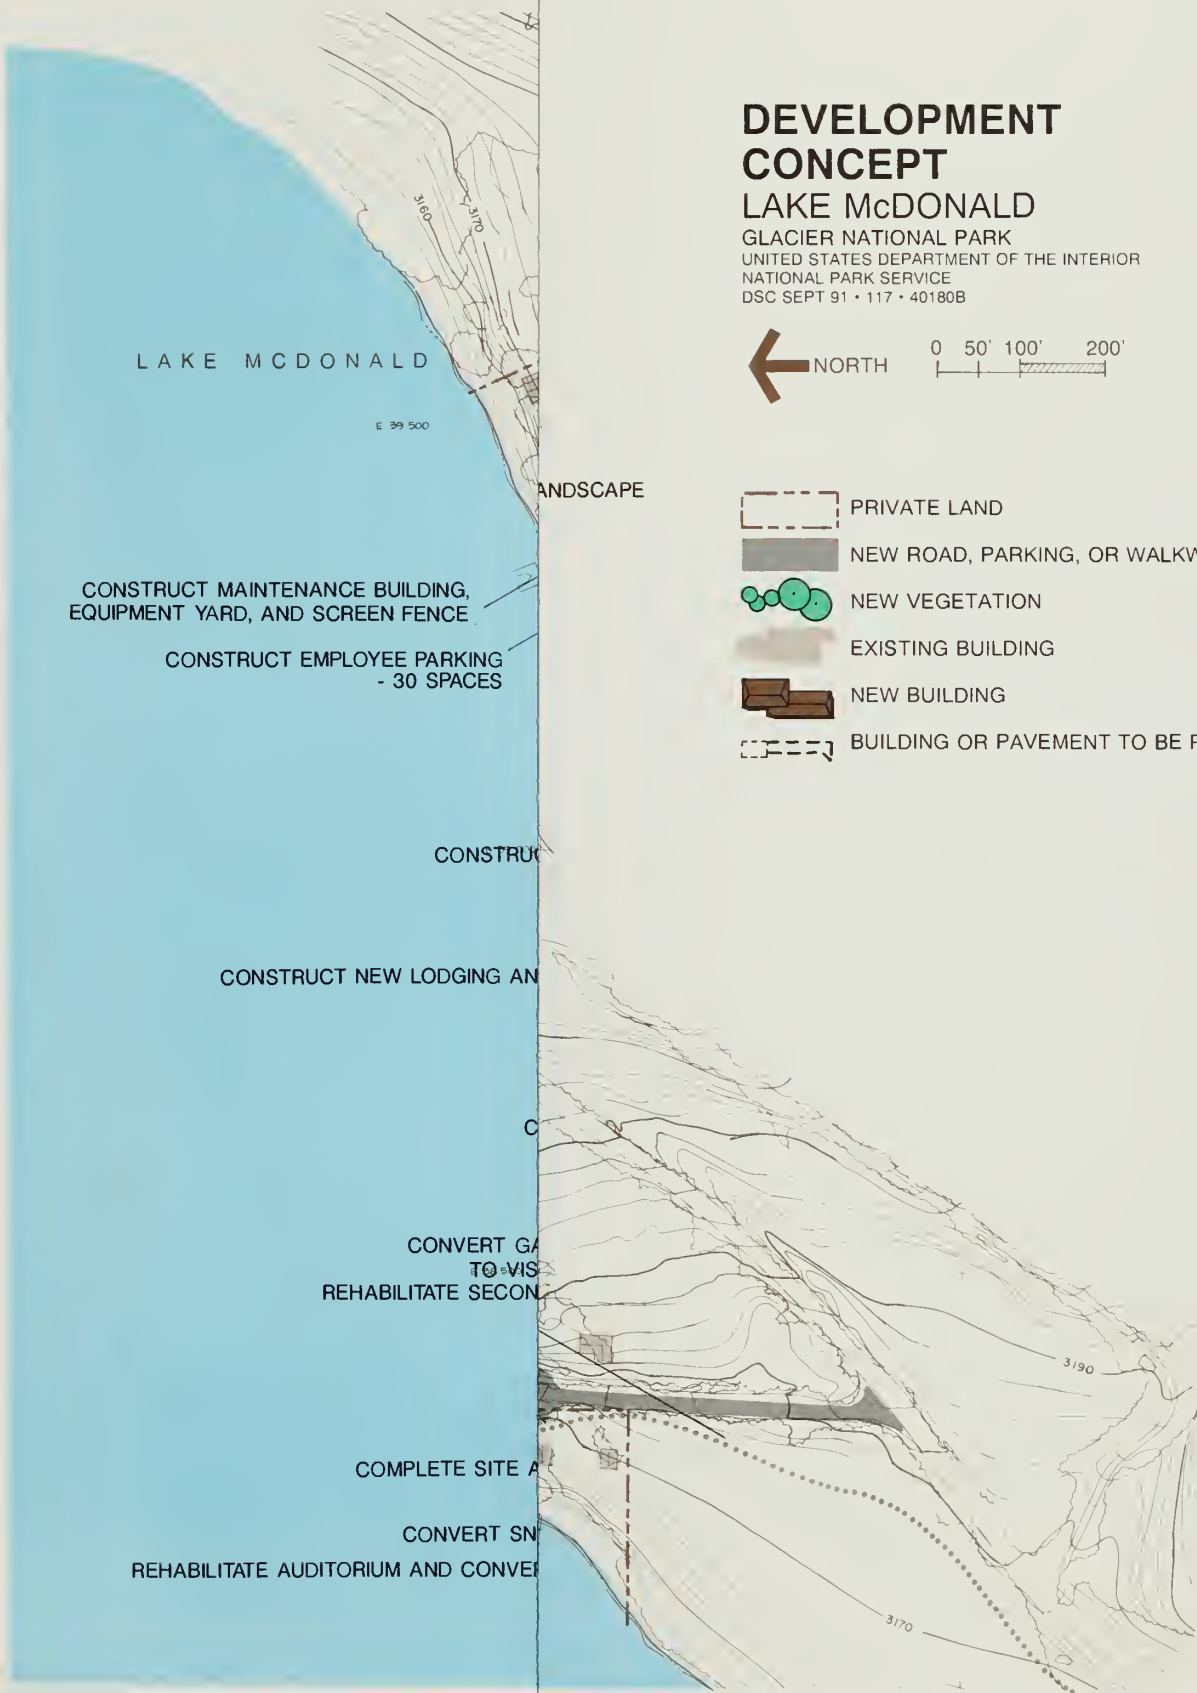 DEVELOPMENT
CONCEPT
LAKE McDONALD
GLACIER NATIONAL PARK
UNITED STATES DEPARTMENT OF THE INTERIOR
NATIONAL PARK SERVICE
DSC SEPT 91 • 117 • 40180B
NORTH
0 50' 100' 200'
3160
3170
LAKE MCDONALD
E 39 500
ANDSCAPE
PRIVATE LAND
NEW ROAD, PARKING, OR WALKW
NEW VEGETATION
EXISTING BUILDING
NEW BUILDING
BUILDING OR PAVEMENT TO BE R
CONSTRUCT MAINTENANCE BUILDING,
EQUIPMENT YARD, AND SCREEN FENCE
CONSTRUCT EMPLOYEE PARKING
- 30 SPACES
CONSTRUC
CONSTRUCT NEW LODGING AN
C
CONVERT GA
TO VIS
REHABILITATE SECON
3190
COMPLETE SITE A
CONVERT SN
REHABILITATE AUDITORIUM AND CONVE
3170